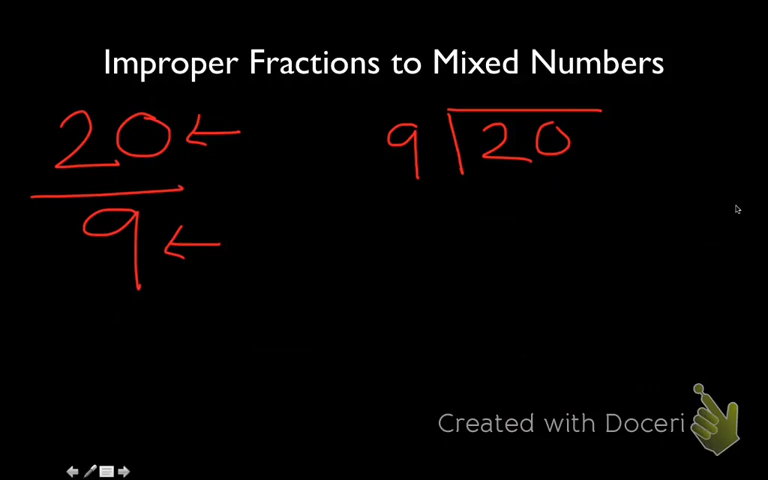 Improper Fractions to Mixed Numbers
20 ←
9 ←
9 20
Created with Doceri